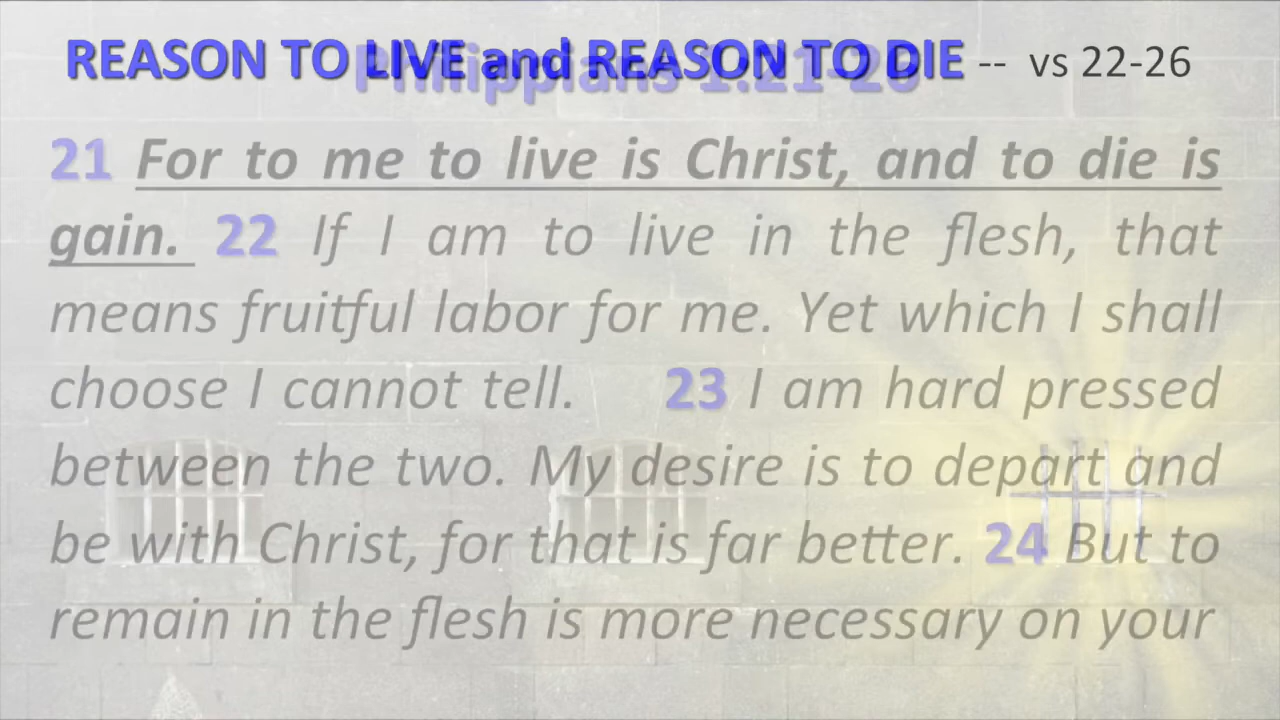 REASON TO LIVE and REASON TO DIE -- vs 22-26
Philippians 1:21-26
21 For to me to live is Christ, and to die is
gain. 22 If I am to live in the flesh, that
means fruitful labor for me. Yet which I shall
choose I cannot tell. 23 I am hard pressed
between the two. My desire is to depart and
be with Christ, for that is far better. 24 But to
remain in the flesh is more necessary on your